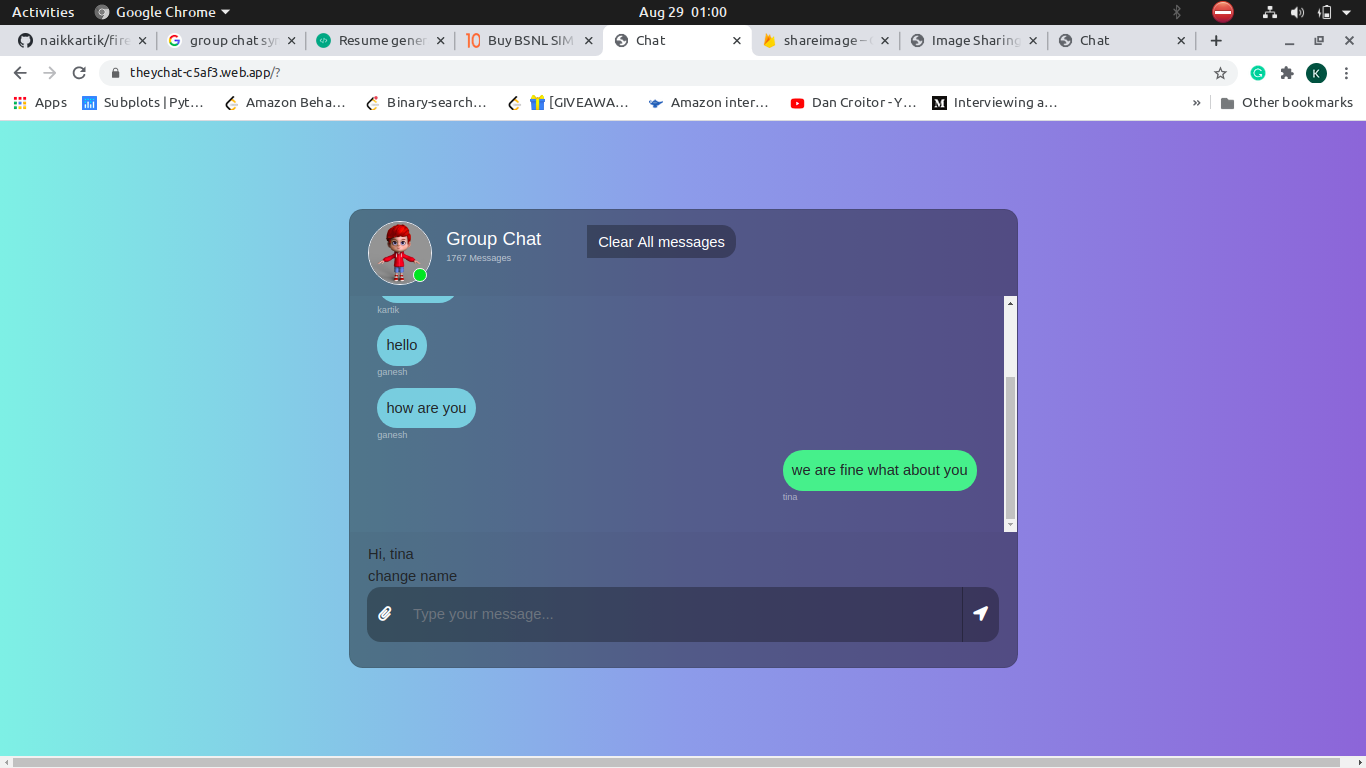 Activities Google Chrome Aug 29 01:00
naikkartik/fire group chat syn Resume gener Buy BSNL SIM Chat shareimage – Image Sharing Chat
theychat-c5af3.web.app/? K
Apps Subplots | Pyt… Amazon Beha… Binary-search… [GIVEAWA… Amazon inter… Dan Croitor - Y… M Interviewing a… » Other bookmarks
Group Chat
1767 Messages
Clear All messages
kartik
hello
ganesh
how are you
ganesh
we are fine what about you
tina
Hi, tina
change name
Type your message...